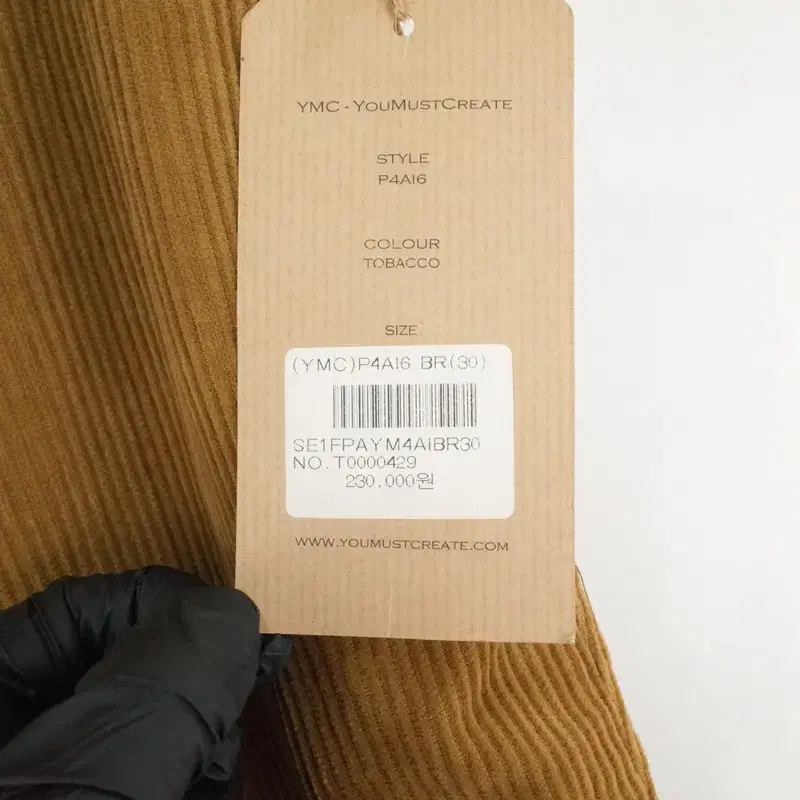 YMC - YOUMUSTCREATE
STYLE
P4AI6
COLOUR
TOBACCO
SIZE
(YMC)P4AI6 BR(30)
SE1FPAYM4AIBR30
NO.T0000429
230,000원
WWW.YOUMUSTCREATE.COM